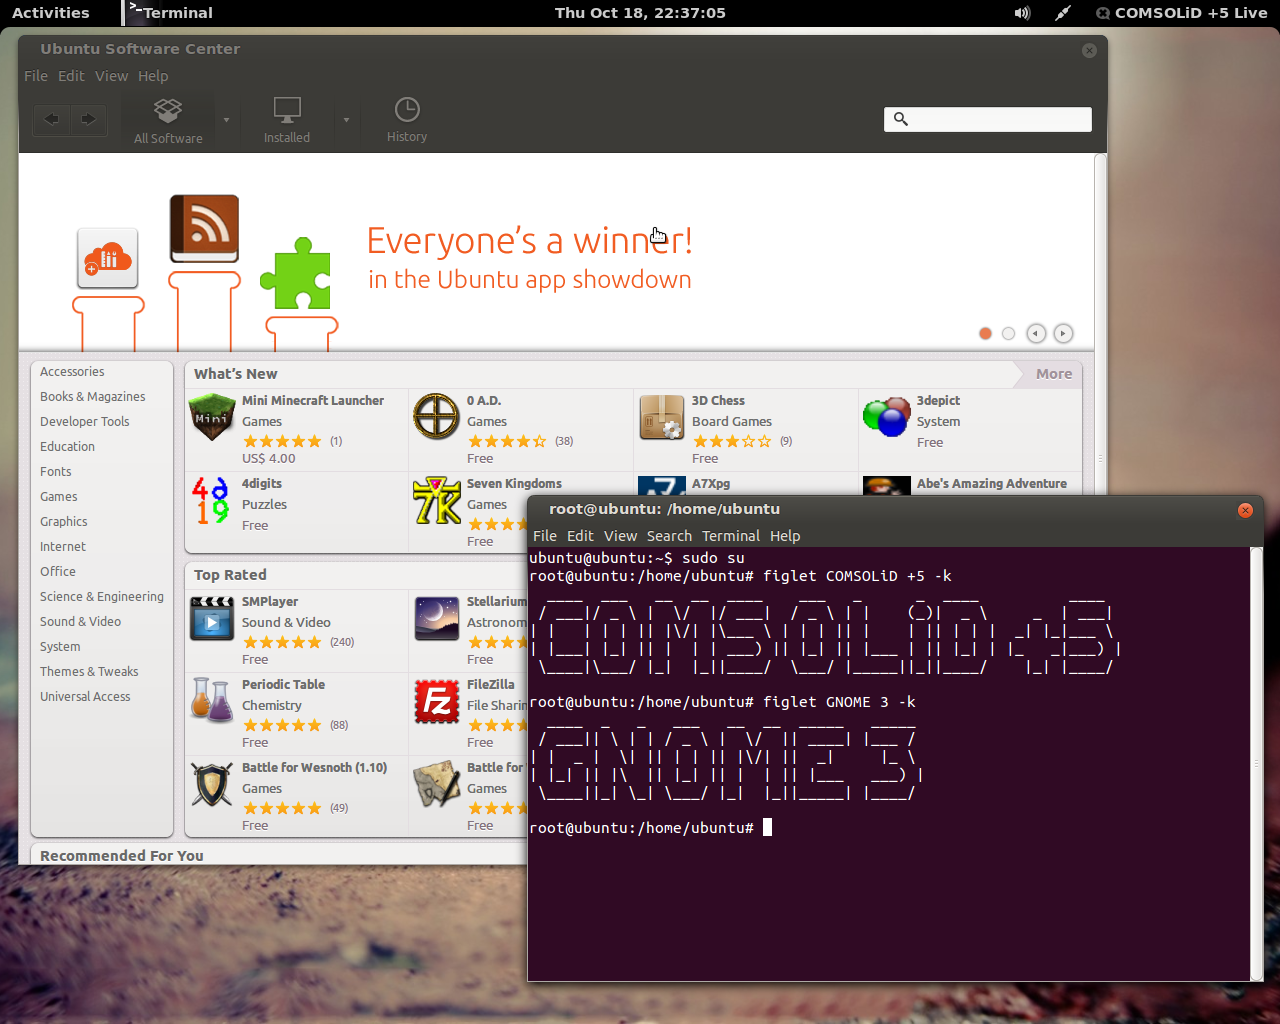 Activities
Terminal
Thu Oct 18, 22:37:05
COMSOLiD +5 Live
Ubuntu Software Center
File Edit View Help
All Software
Installed
History
Everyone's a winner!
in the Ubuntu app showdown
Accessories
Books & Magazines
Developer Tools
Education
Fonts
Games
Graphics
Internet
Office
Science & Engineering
Sound & Video
System
Themes & Tweaks
Universal Access
What's New
More
Mini Minecraft Launcher
Games
(1)
US$ 4.00
0 A.D.
Games
(38)
Free
3D Chess
Board Games
(9)
Free
3depict
System
Free
4digits
Puzzles
Free
Seven Kingdoms
Games
Free
A7Xpg
Abe's Amazing Adventure
Top Rated
SMPlayer
Sound & Video
(240)
Free
Stellarium
Astronom
Free
Periodic Table
Chemistry
(88)
Free
FileZilla
File Sharin
Free
Battle for Wesnoth (1.10)
Games
(49)
Free
Battle for
Games
Free
Recommended For You
root@ubuntu: /home/ubuntu
File Edit View Search Terminal Help
ubuntu@ubuntu:~$ sudo su
root@ubuntu:/home/ubuntu# figlet COMSOLiD +5 -k
COMSOLiD +5
root@ubuntu:/home/ubuntu# figlet GNOME 3 -k
GNOME 3
root@ubuntu:/home/ubuntu#